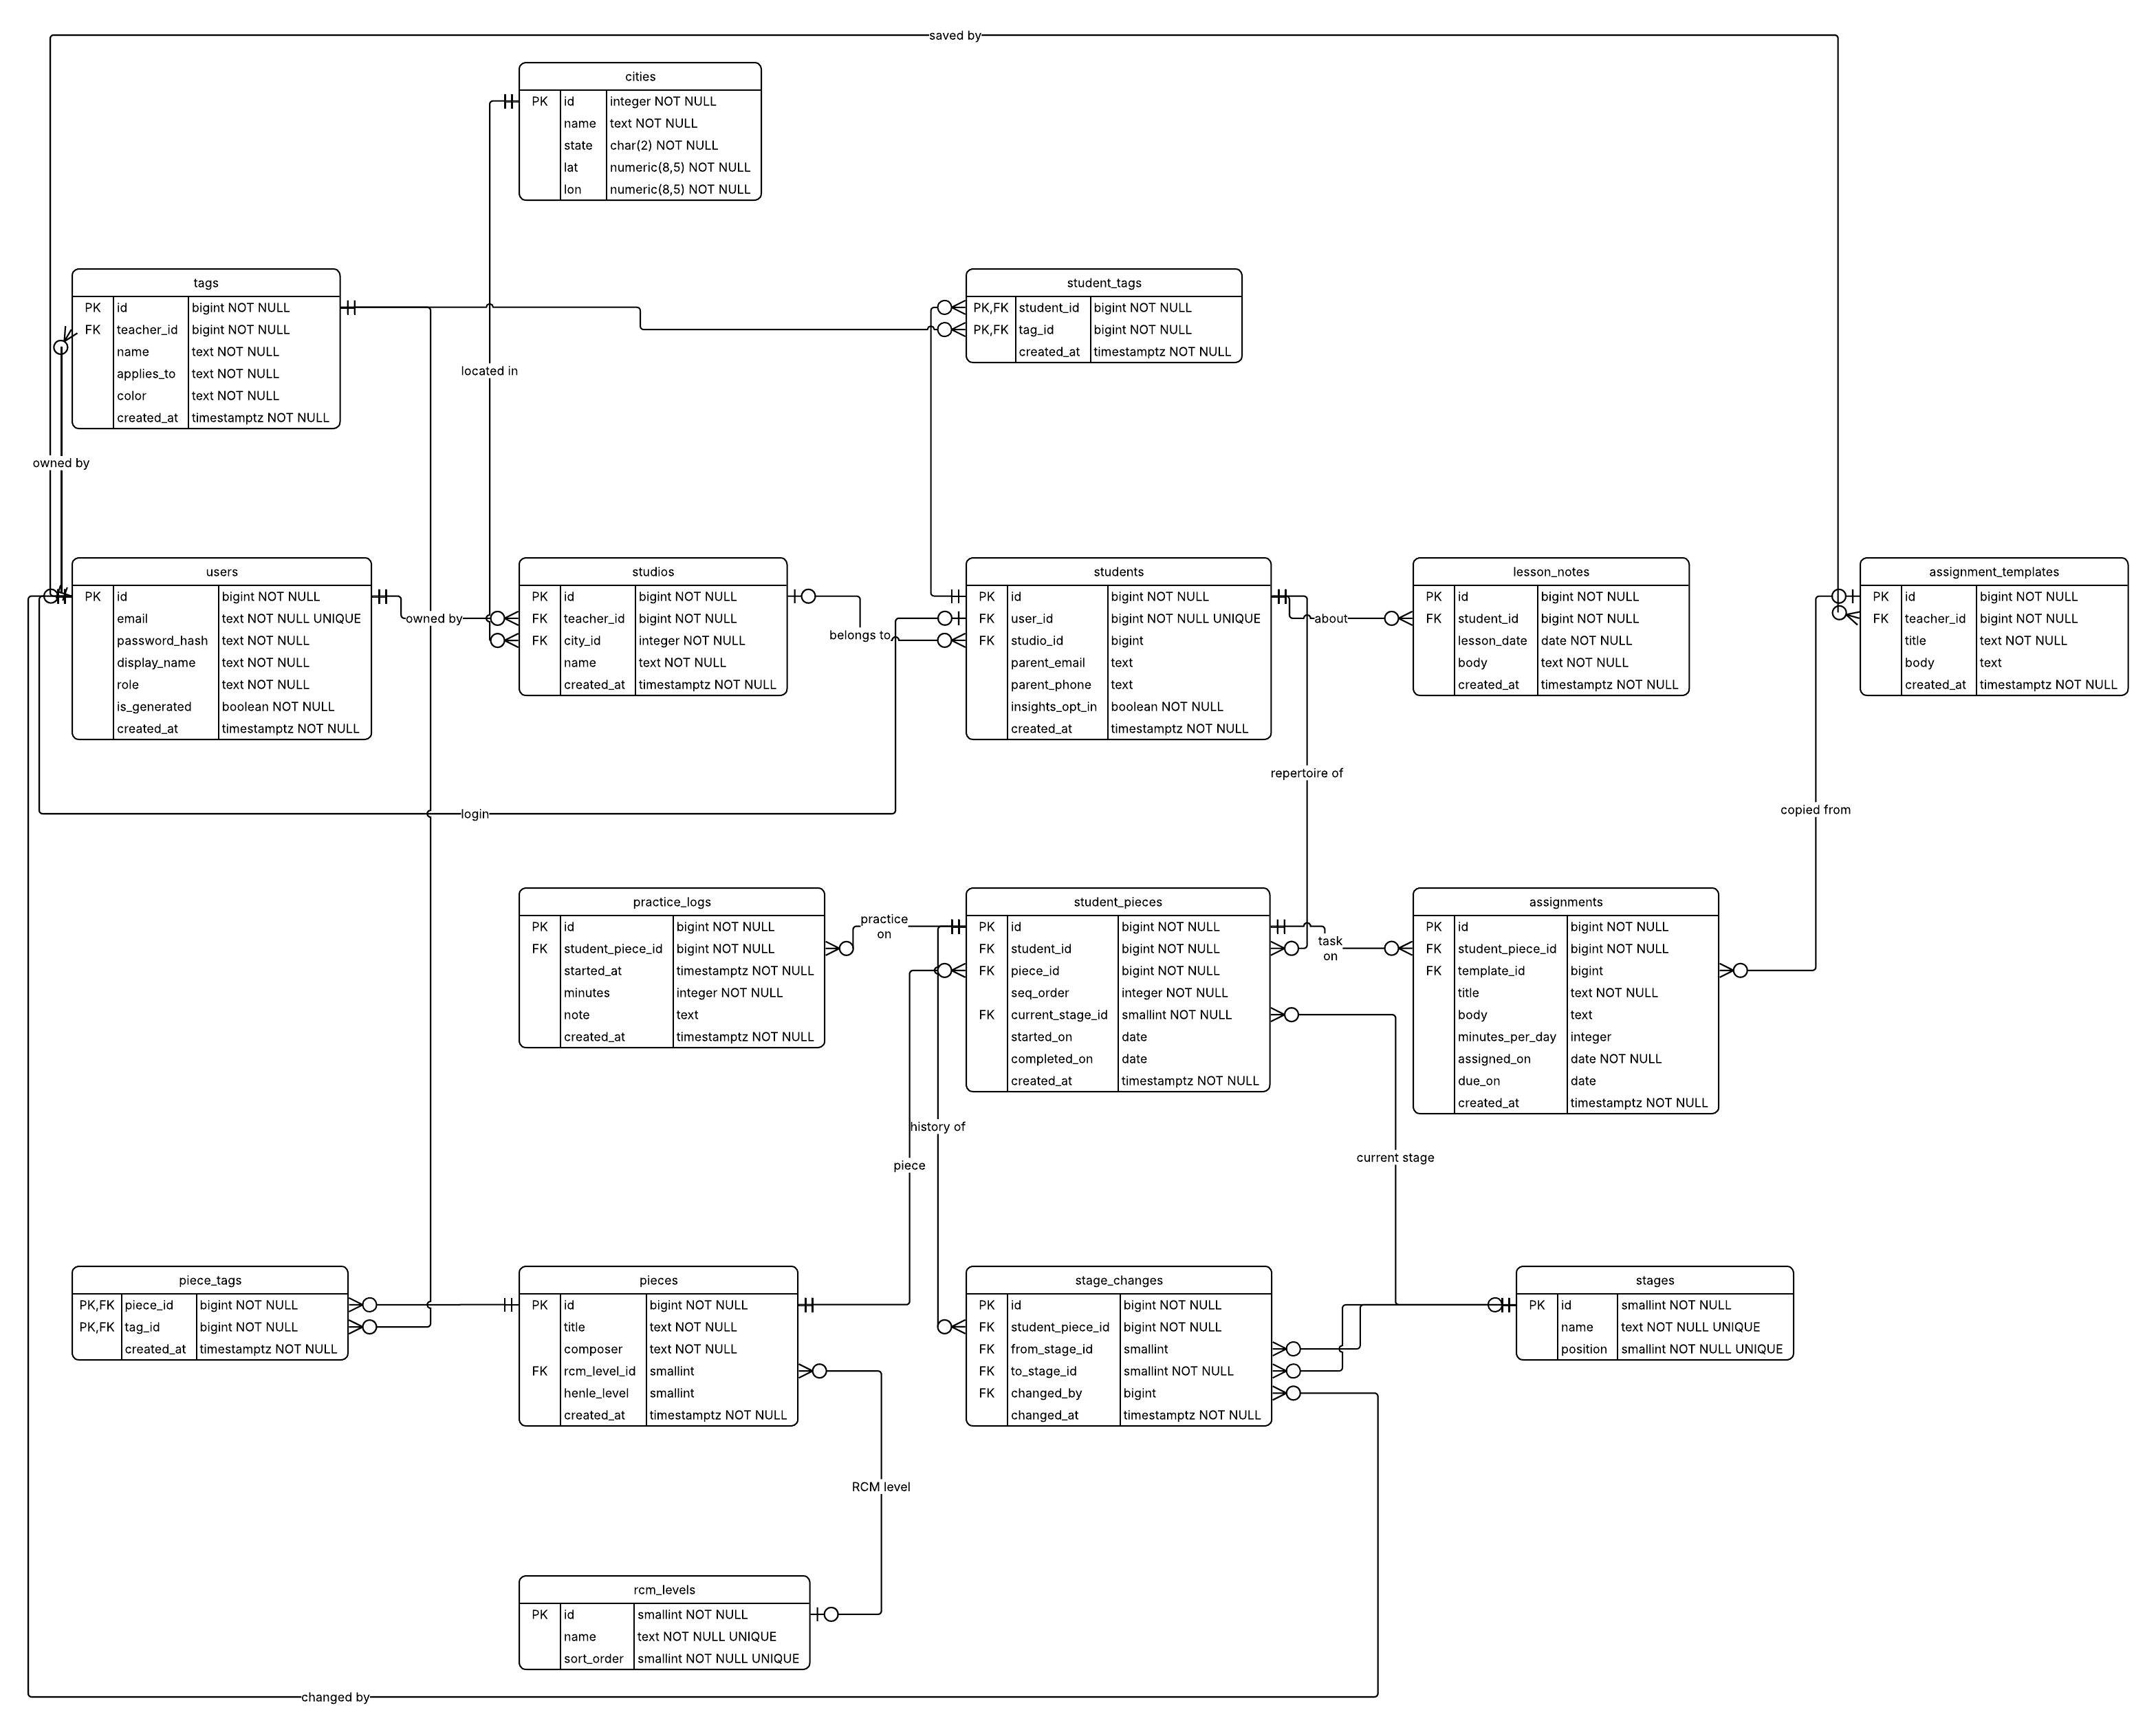 saved by
cities
PK id integer NOT NULL
name text NOT NULL
state char(2) NOT NULL
lat numeric(8,5) NOT NULL
lon numeric(8,5) NOT NULL
tags
PK id bigint NOT NULL
FK teacher_id bigint NOT NULL
name text NOT NULL
applies_to text NOT NULL
color text NOT NULL
created_at timestamptz NOT NULL
student_tags
PK,FK student_id bigint NOT NULL
PK,FK tag_id bigint NOT NULL
created_at timestamptz NOT NULL
located in
owned by
users
PK id bigint NOT NULL
email text NOT NULL UNIQUE
password_hash text NOT NULL
display_name text NOT NULL
role text NOT NULL
is_generated boolean NOT NULL
created_at timestamptz NOT NULL
owned by
studios
PK id bigint NOT NULL
FK teacher_id bigint NOT NULL
FK city_id integer NOT NULL
name text NOT NULL
created_at timestamptz NOT NULL
belongs to
students
PK id bigint NOT NULL
FK user_id bigint NOT NULL UNIQUE
FK studio_id bigint
parent_email text
parent_phone text
insights_opt_in boolean NOT NULL
created_at timestamptz NOT NULL
about
lesson_notes
PK id bigint NOT NULL
FK student_id bigint NOT NULL
lesson_date date NOT NULL
body text NOT NULL
created_at timestamptz NOT NULL
assignment_templates
PK id bigint NOT NULL
FK teacher_id bigint NOT NULL
title text NOT NULL
body text
created_at timestamptz NOT NULL
repertoire of
copied from
login
practice_logs
PK id bigint NOT NULL
FK student_piece_id bigint NOT NULL
started_at timestamptz NOT NULL
minutes integer NOT NULL
note text
created_at timestamptz NOT NULL
practice
on
student_pieces
PK id bigint NOT NULL
FK student_id bigint NOT NULL
FK piece_id bigint NOT NULL
seq_order integer NOT NULL
FK current_stage_id smallint NOT NULL
started_on date
completed_on date
created_at timestamptz NOT NULL
task
on
assignments
PK id bigint NOT NULL
FK student_piece_id bigint NOT NULL
FK template_id bigint
title text NOT NULL
body text
minutes_per_day integer
assigned_on date NOT NULL
due_on date
created_at timestamptz NOT NULL
history of
piece
current stage
piece_tags
PK,FK piece_id bigint NOT NULL
PK,FK tag_id bigint NOT NULL
created_at timestamptz NOT NULL
pieces
PK id bigint NOT NULL
title text NOT NULL
composer text NOT NULL
FK rcm_level_id smallint
henle_level smallint
created_at timestamptz NOT NULL
stage_changes
PK id bigint NOT NULL
FK student_piece_id bigint NOT NULL
FK from_stage_id smallint
FK to_stage_id smallint NOT NULL
FK changed_by bigint
changed_at timestamptz NOT NULL
stages
PK id smallint NOT NULL
name text NOT NULL UNIQUE
position smallint NOT NULL UNIQUE
RCM level
rcm_levels
PK id smallint NOT NULL
name text NOT NULL UNIQUE
sort_order smallint NOT NULL UNIQUE
changed by